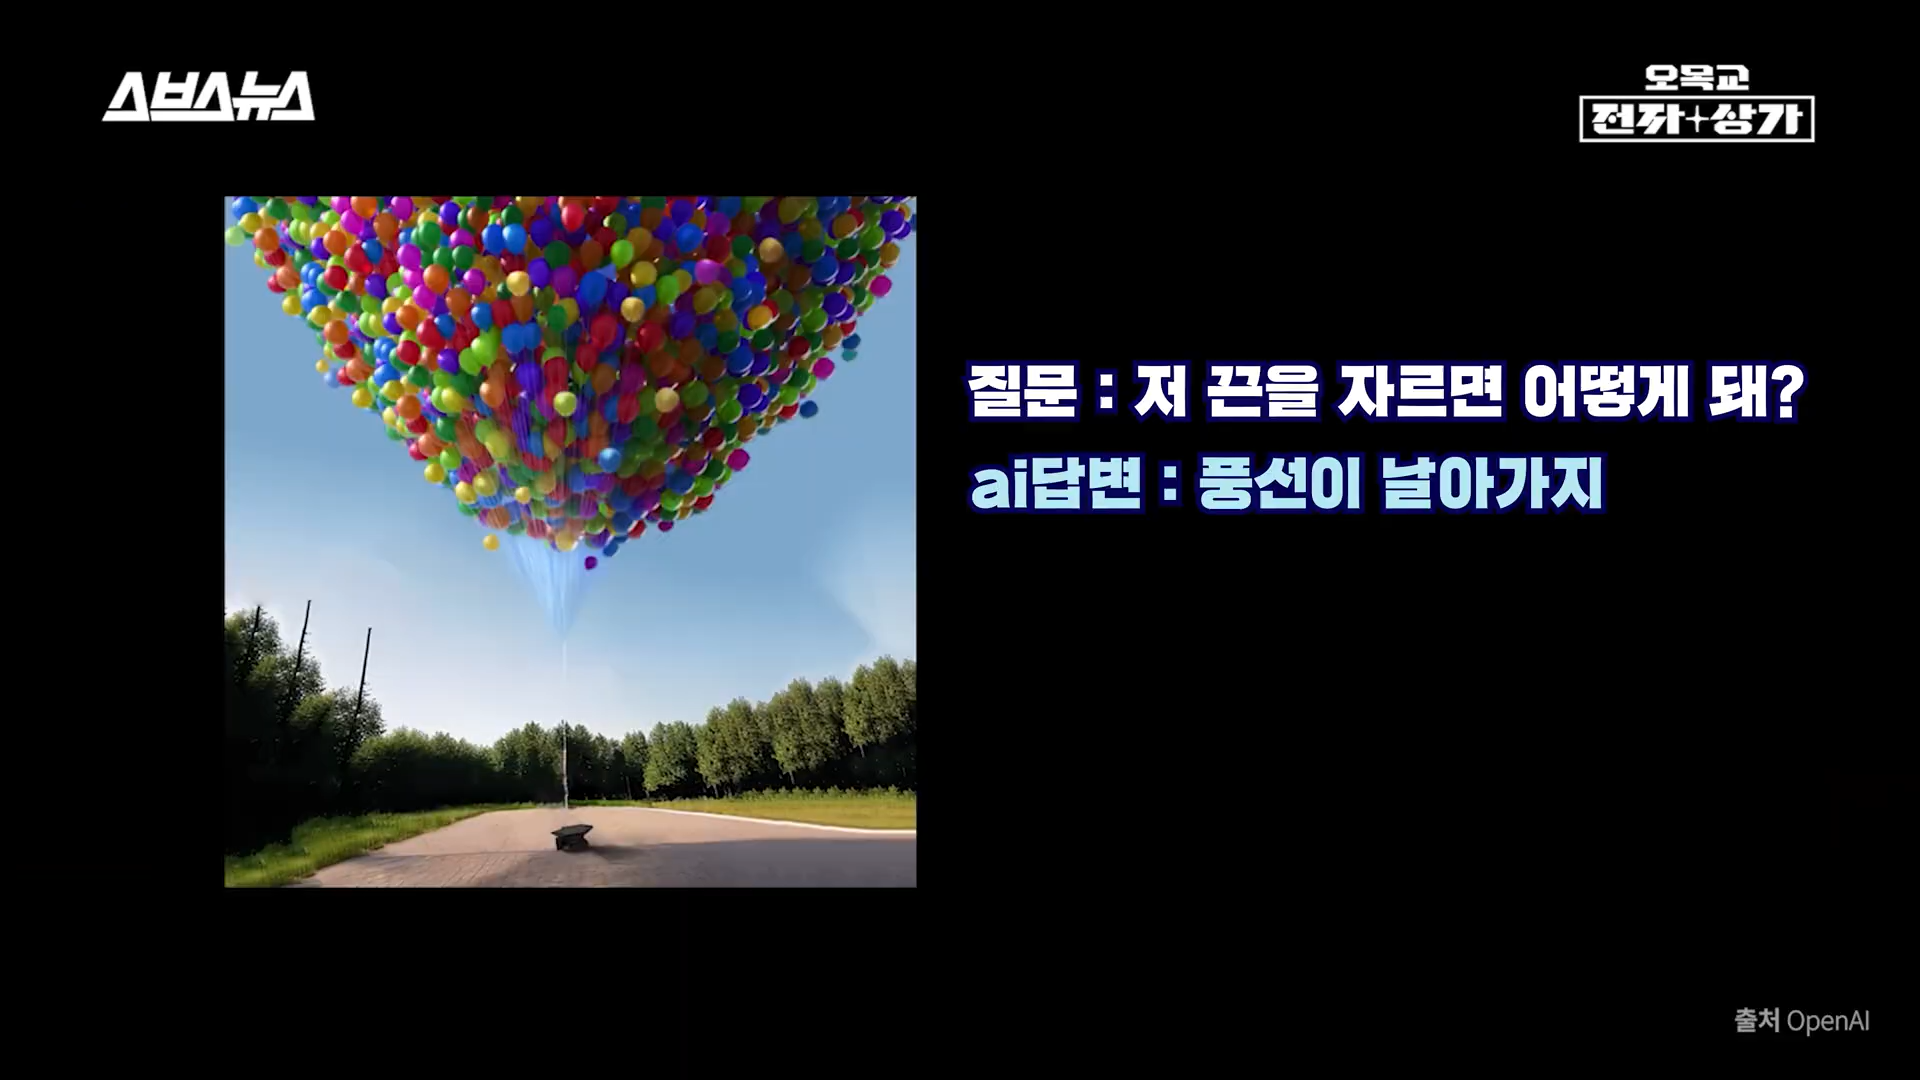 스브스뉴스
오목교
전자+상가
질문 : 저 끈을 자르면 어떻게 돼?
ai답변 : 풍선이 날아가지
출처 OpenAI